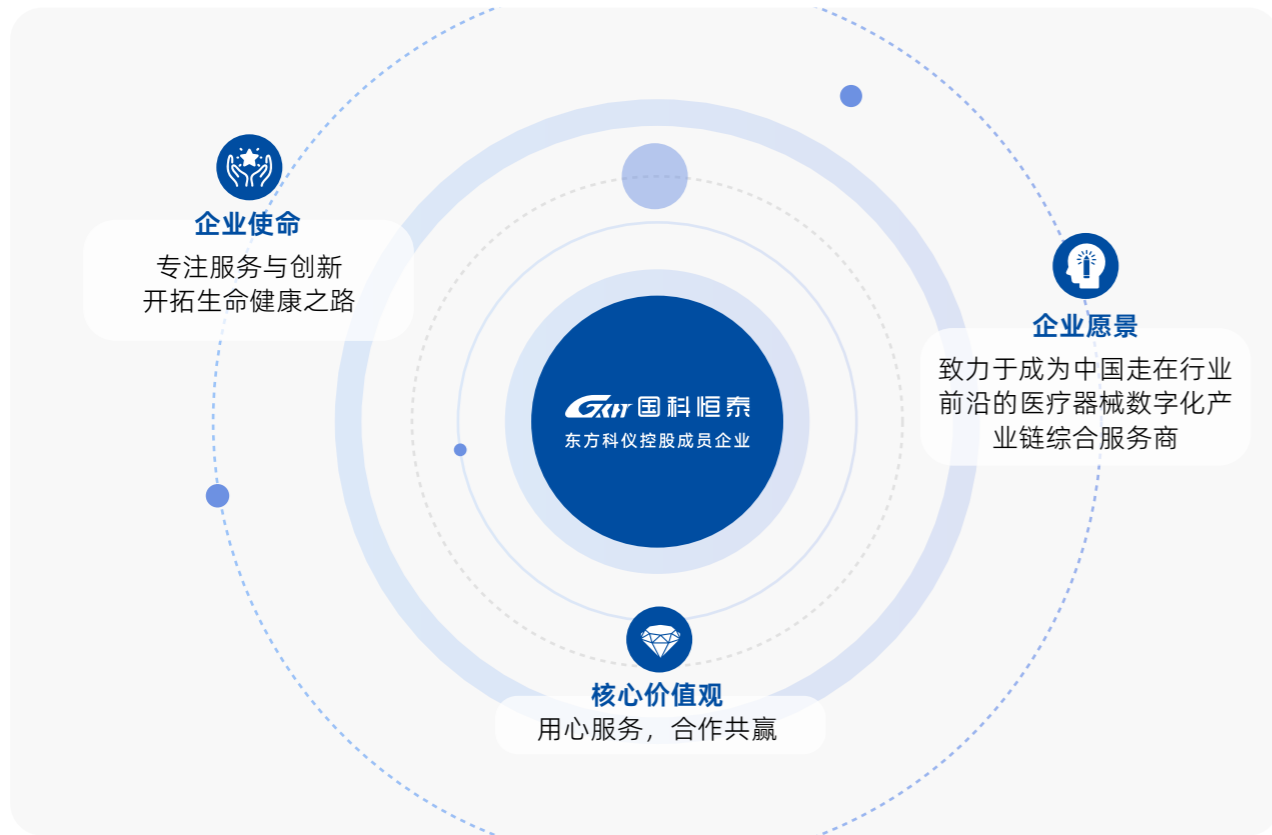 企业使命
专注服务与创新
开拓生命健康之路
企业愿景
致力于成为中国走在行业
前沿的医疗器械数字化产
业链综合服务商
GKHT 国科恒泰
东方科仪控股成员企业
核心价值观
用心服务，合作共赢